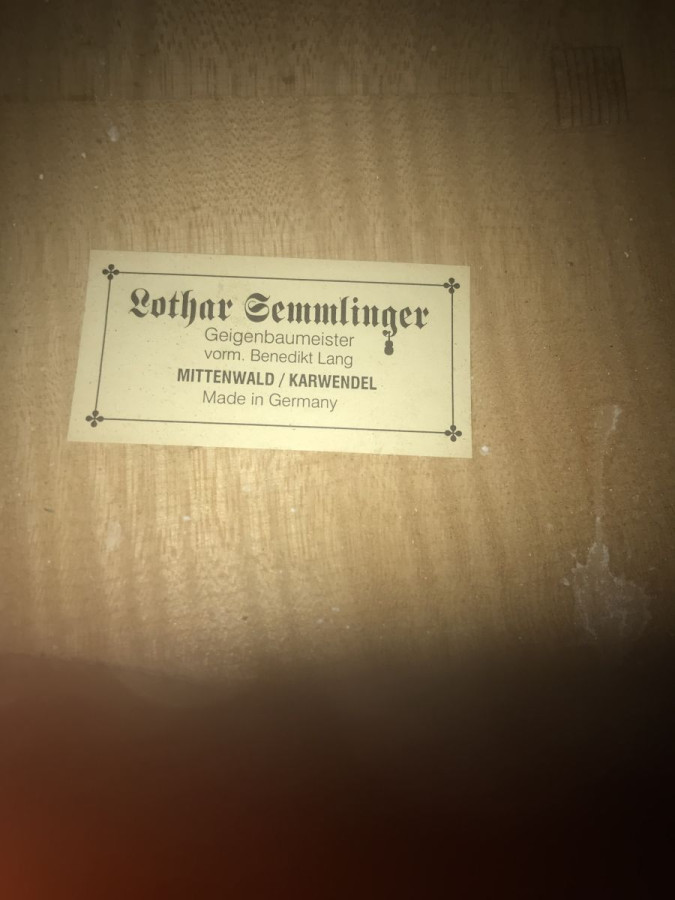 Lothar Semmlinger
Geigenbaumeister
vorm. Benedikt Lang
MITTENWALD / KARWENDEL
Made in Germany